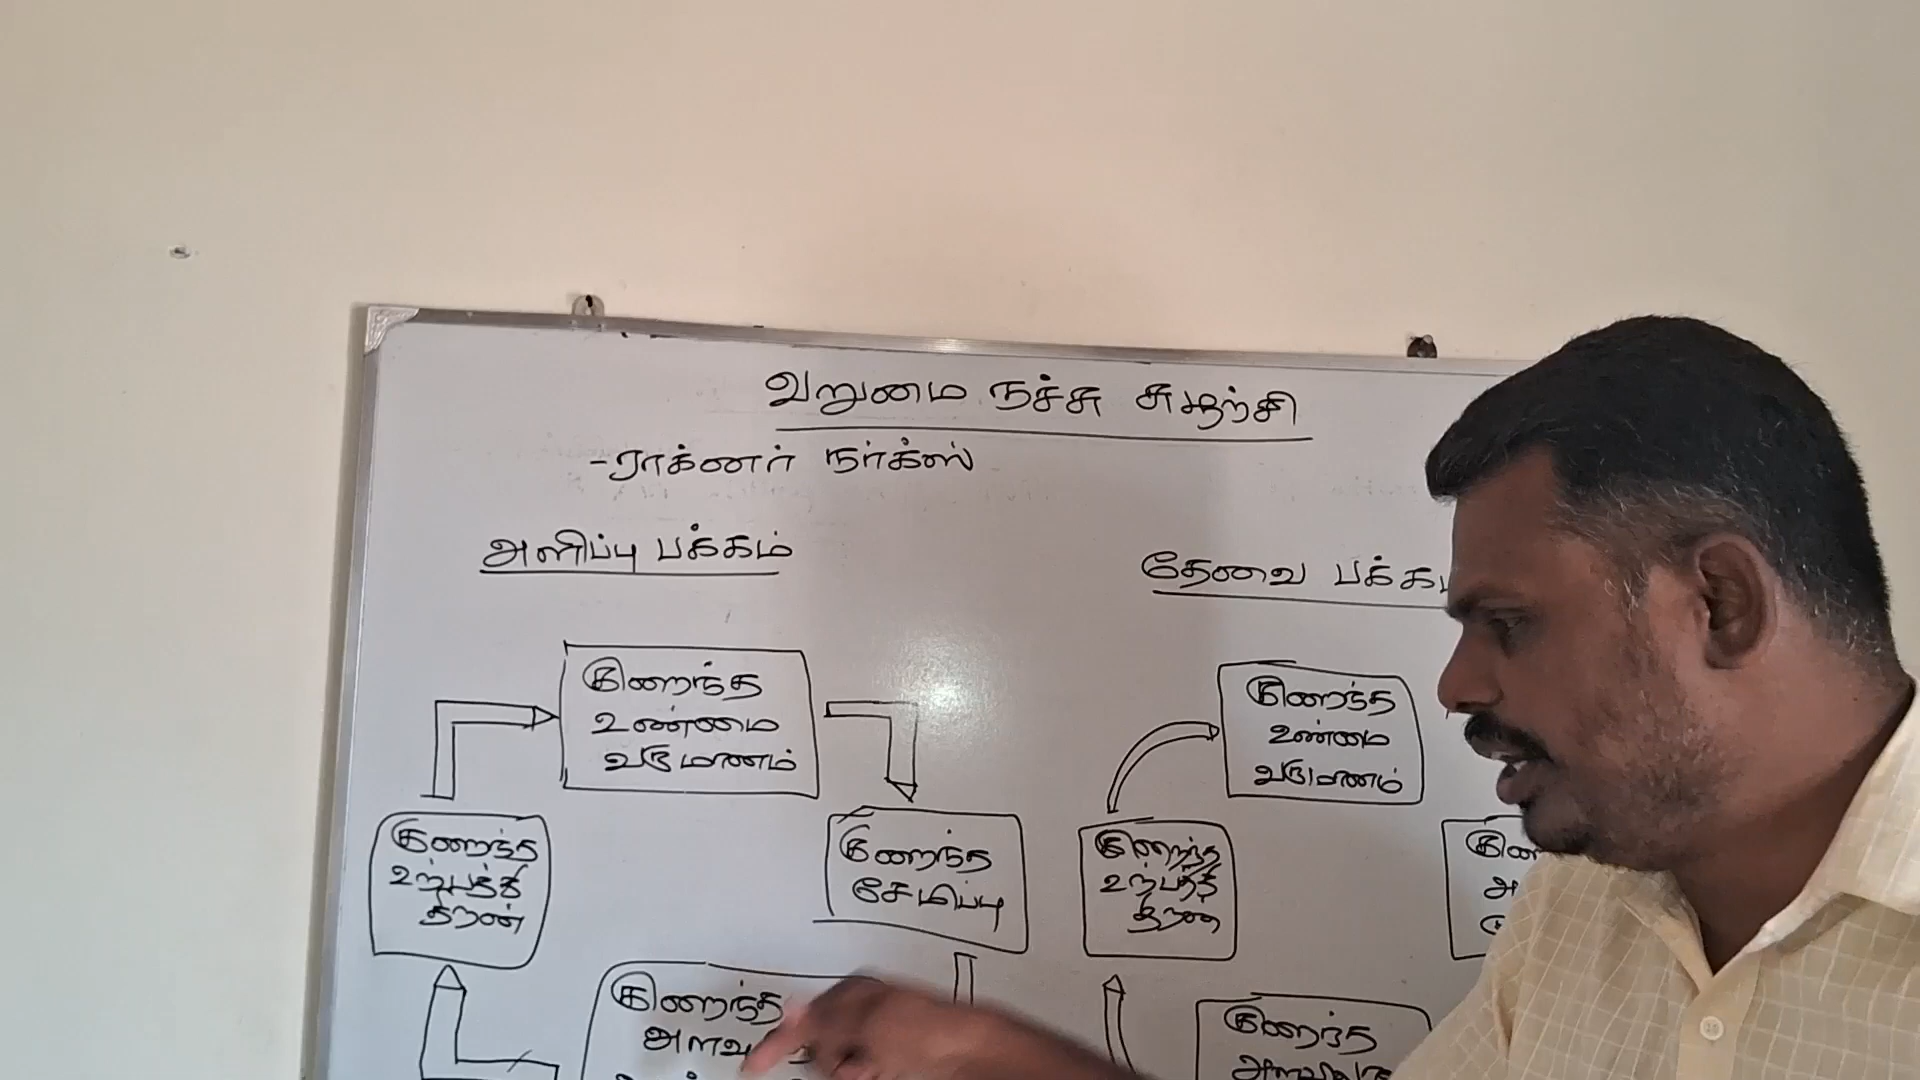 வறுமை நச்சு சுழற்சி
-ராக்னர் நர்க்ஸ்
அளிப்பு பக்கம்
தேவை
குறைந்த
உண்மை
வருமானம்
குறைந்த
உற்பத்தி
திறன்
குறைந்த
சேமிப்பு
குறைந்த
குறைந்த
உண்மை
வருமானம்
குறைந்த
உற்பத்தி
திறன்
குறைந்த